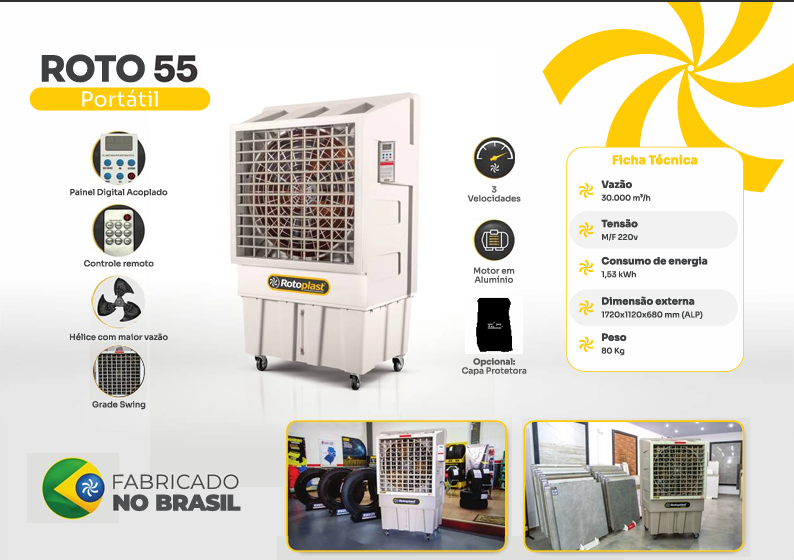 ROTO 55
Portátil
Painel Digital Acoplado
Controle remoto
Hélice com maior vazão
Grade Swing
Rotoplast
3
Velocidades
Motor em
Alumínio
Opcional:
Capa Protetora
Ficha Técnica
Vazão
30.000 m³/h
Tensão
M/F 220v
Consumo de energia
1,53 kWh
Dimensão externa
1720x1120x680 mm (ALP)
Peso
80 Kg
FABRICADO
NO BRASIL
Rotoplast
Rotoplast